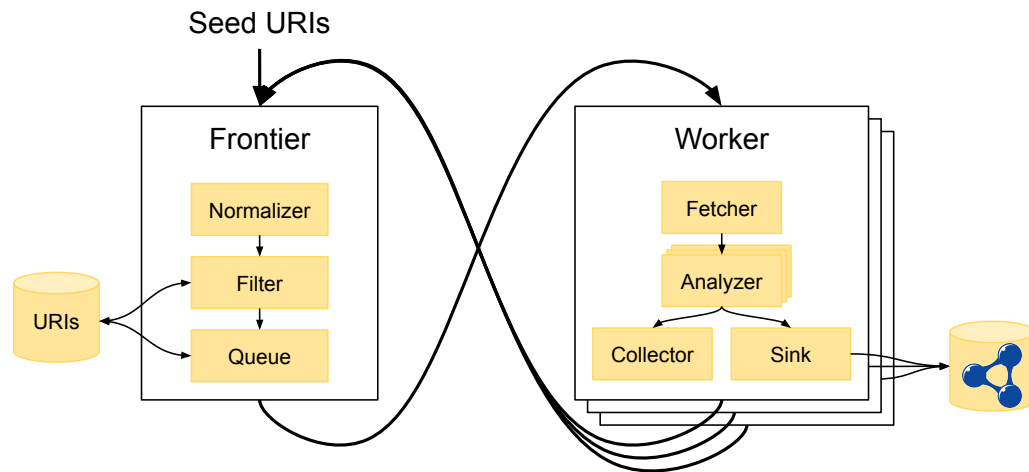 Seed URIs
Frontier
Normalizer
Filter
Queue
URIs
Worker
Fetcher
Analyzer
Collector
Sink